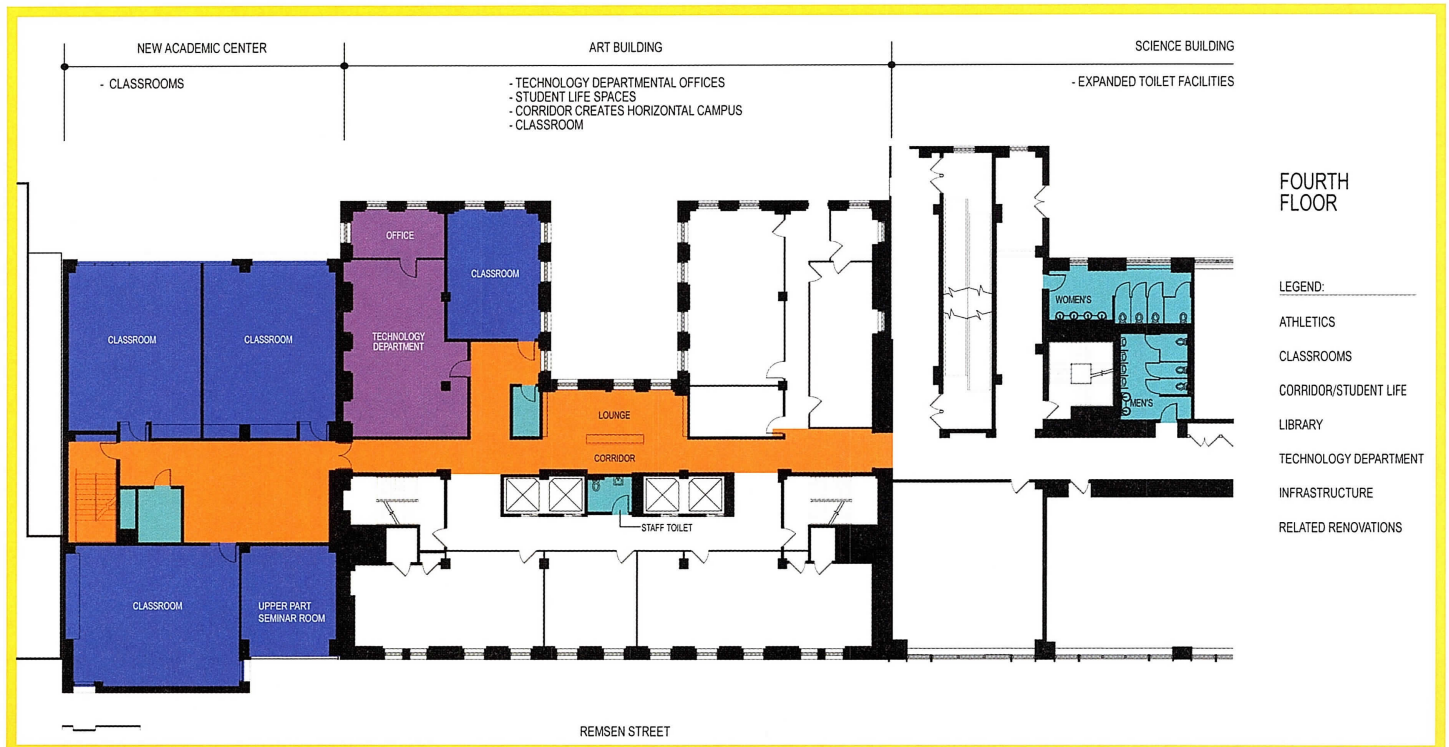 NEW ACADEMIC CENTER
- CLASSROOMS
ART BUILDING
- TECHNOLOGY DEPARTMENTAL OFFICES
- STUDENT LIFE SPACES
- CORRIDOR CREATES HORIZONTAL CAMPUS
- CLASSROOM
SCIENCE BUILDING
- EXPANDED TOILET FACILITIES
FOURTH
FLOOR
LEGEND:
ATHLETICS
CLASSROOMS
CORRIDOR/STUDENT LIFE
LIBRARY
TECHNOLOGY DEPARTMENT
INFRASTRUCTURE
RELATED RENOVATIONS
OFFICE
CLASSROOM
TECHNOLOGY
DEPARTMENT
CLASSROOM
CLASSROOM
LOUNGE
CORRIDOR
WOMEN'S
MEN'S
STAFF TOILET
CLASSROOM
UPPER PART
SEMINAR ROOM
REMSEN STREET